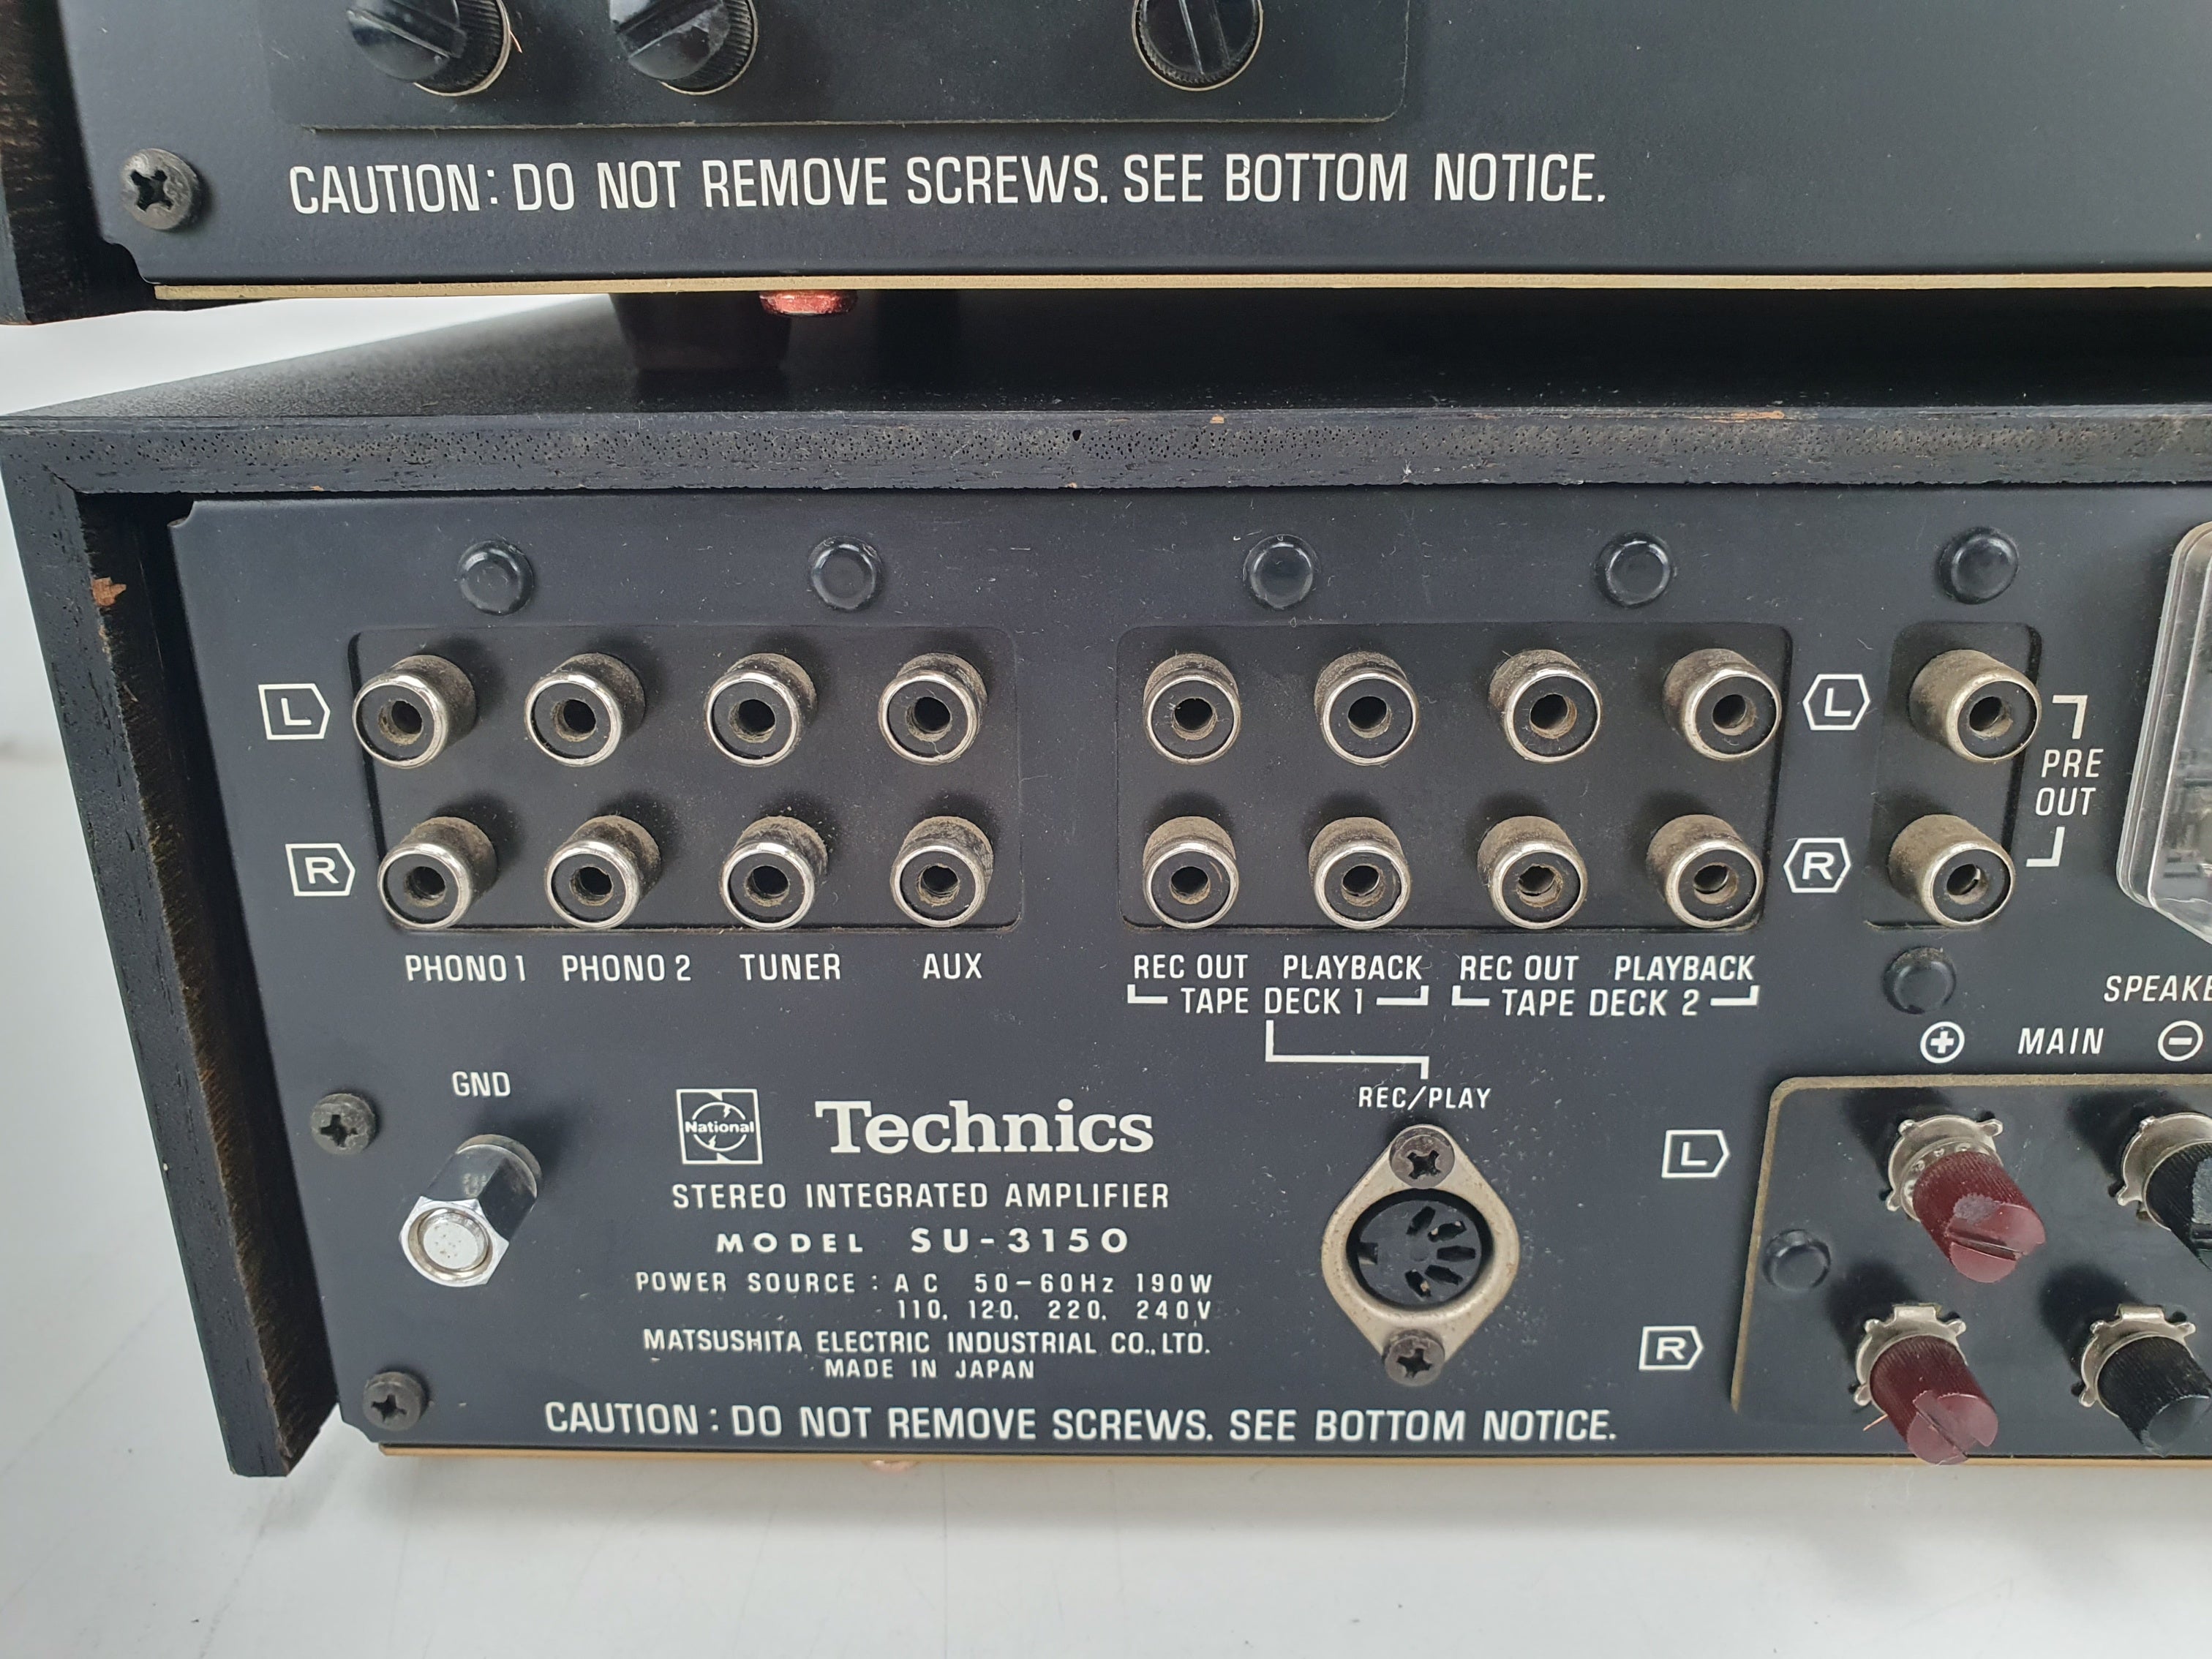 CAUTION: DO NOT REMOVE SCREWS. SEE BOTTOM NOTICE.
L
L
PRE
OUT
R
R
PHONO 1 PHONO 2 TUNER AUX
REC OUT PLAYBACK REC OUT PLAYBACK
TAPE DECK 1 TAPE DECK 2
+ MAIN −
GND
REC/PLAY
National Technics
L
STEREO INTEGRATED AMPLIFIER
MODEL SU-3150
POWER SOURCE : AC 50-60Hz 190W
110, 120, 220, 240V
MATSUSHITA ELECTRIC INDUSTRIAL CO.,LTD.
R
MADE IN JAPAN
CAUTION : DO NOT REMOVE SCREWS. SEE BOTTOM NOTICE.